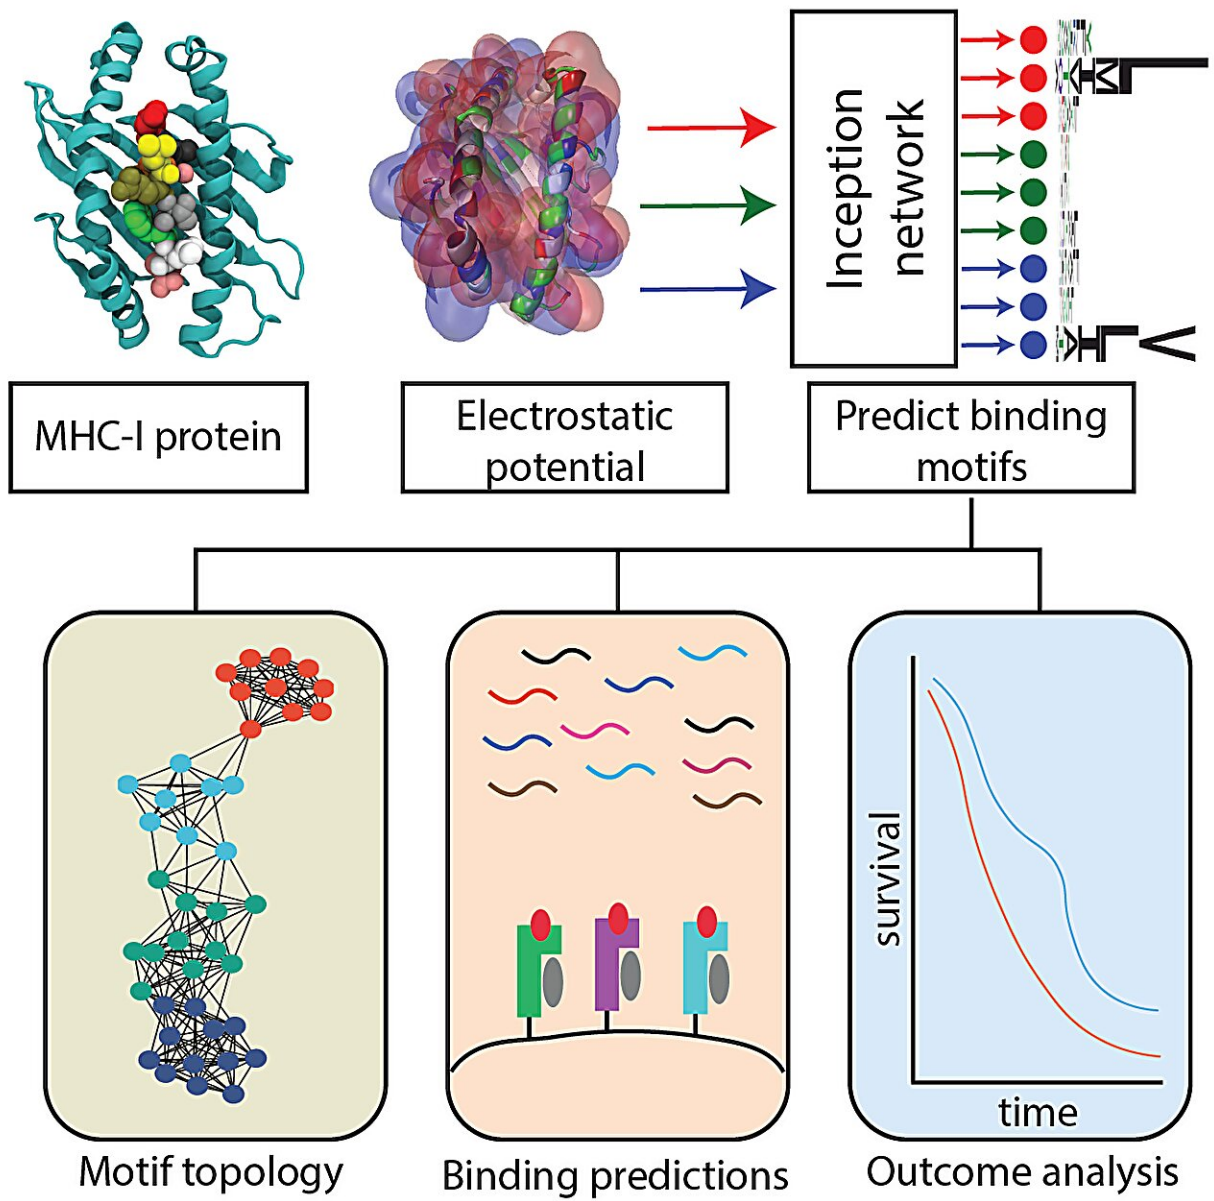 Inception
network
MHC-I protein
Electrostatic
potential
Predict binding
motifs
survival
time
Motif topology
Binding predictions
Outcome analysis